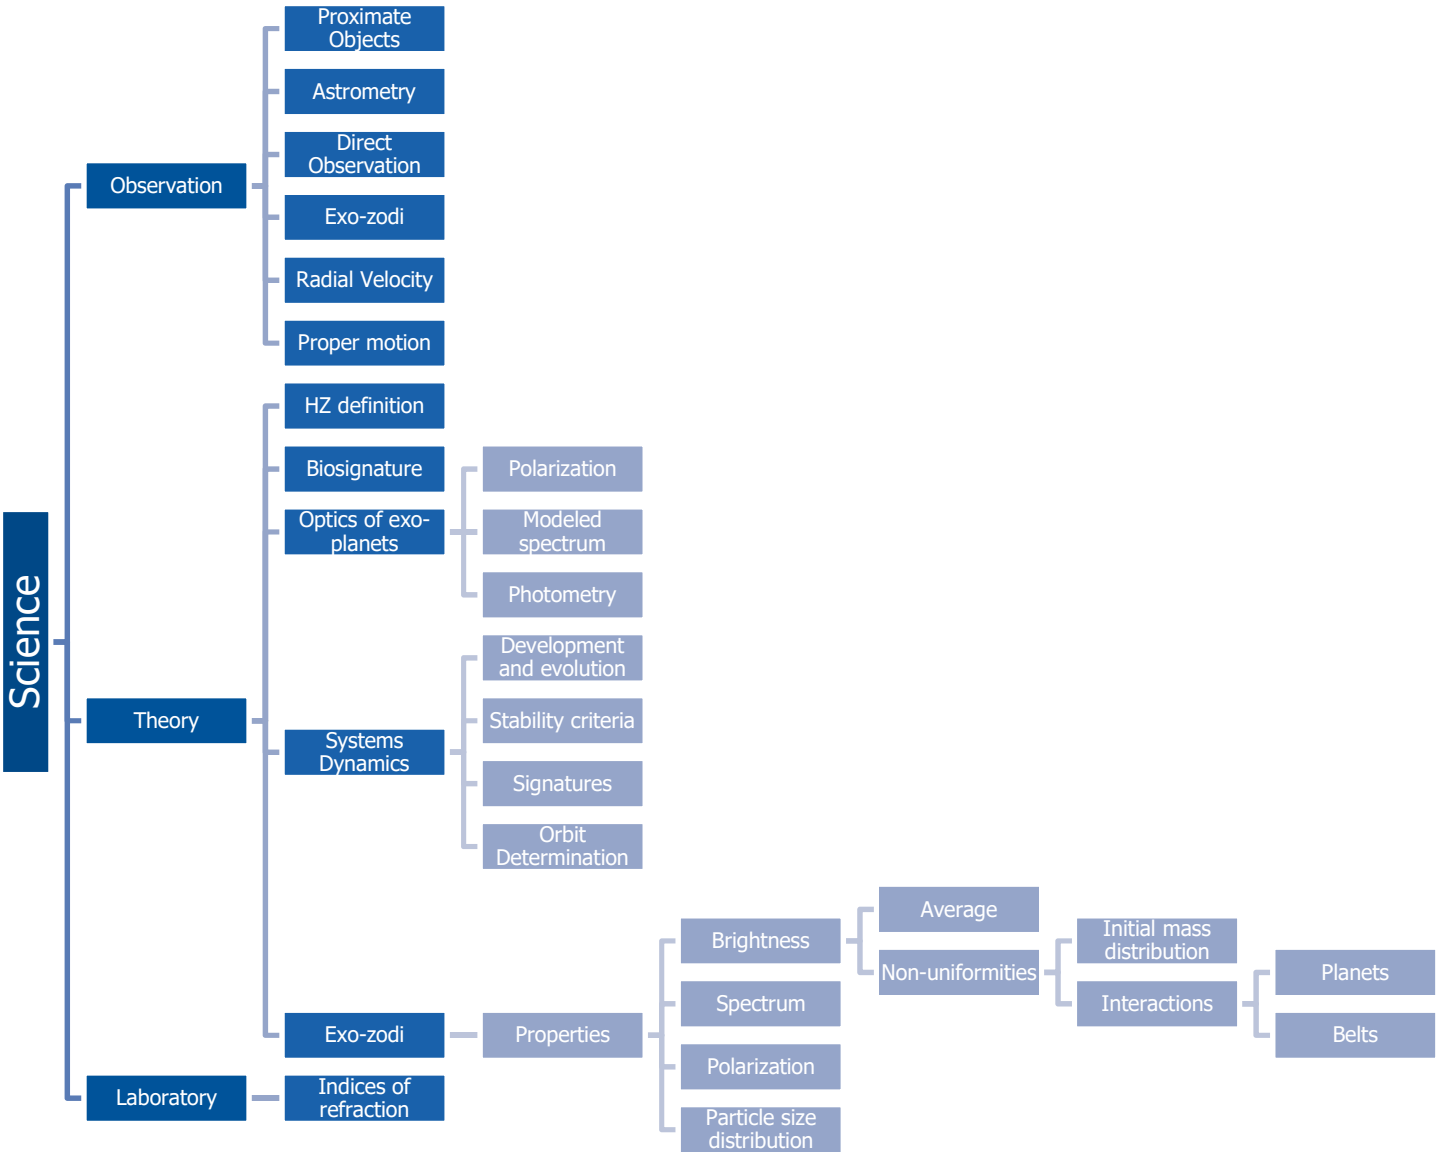 Science
Observation
Proximate
Objects
Astrometry
Direct
Observation
Exo-zodi
Radial Velocity
Proper motion
Theory
HZ definition
Biosignature
Optics of exo-
planets
Polarization
Modeled
spectrum
Photometry
Systems
Dynamics
Development
and evolution
Stability criteria
Signatures
Orbit
Determination
Exo-zodi
Properties
Brightness
Average
Non-uniformities
Initial mass
distribution
Interactions
Planets
Belts
Spectrum
Polarization
Particle size
distribution
Laboratory
Indices of
refraction